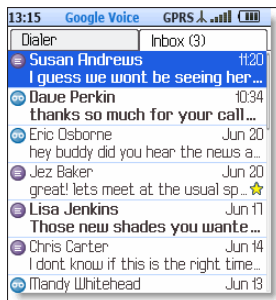 13:15 Google Voice GPRS
Dialer Inbox (3)
Susan Andrews 11:20
I guess we wont be seeing her...
Dave Perkin 10:34
thanks so much for your call...
Eric Osborne Jun 20
hey buddy did you hear the news a...
Jez Baker Jun 20
great! lets meet at the usual sp...
Lisa Jenkins Jun 17
Those new shades you wante...
Chris Carter Jun 14
I dont know if this is the right time...
Mandy Whitehead Jun 13